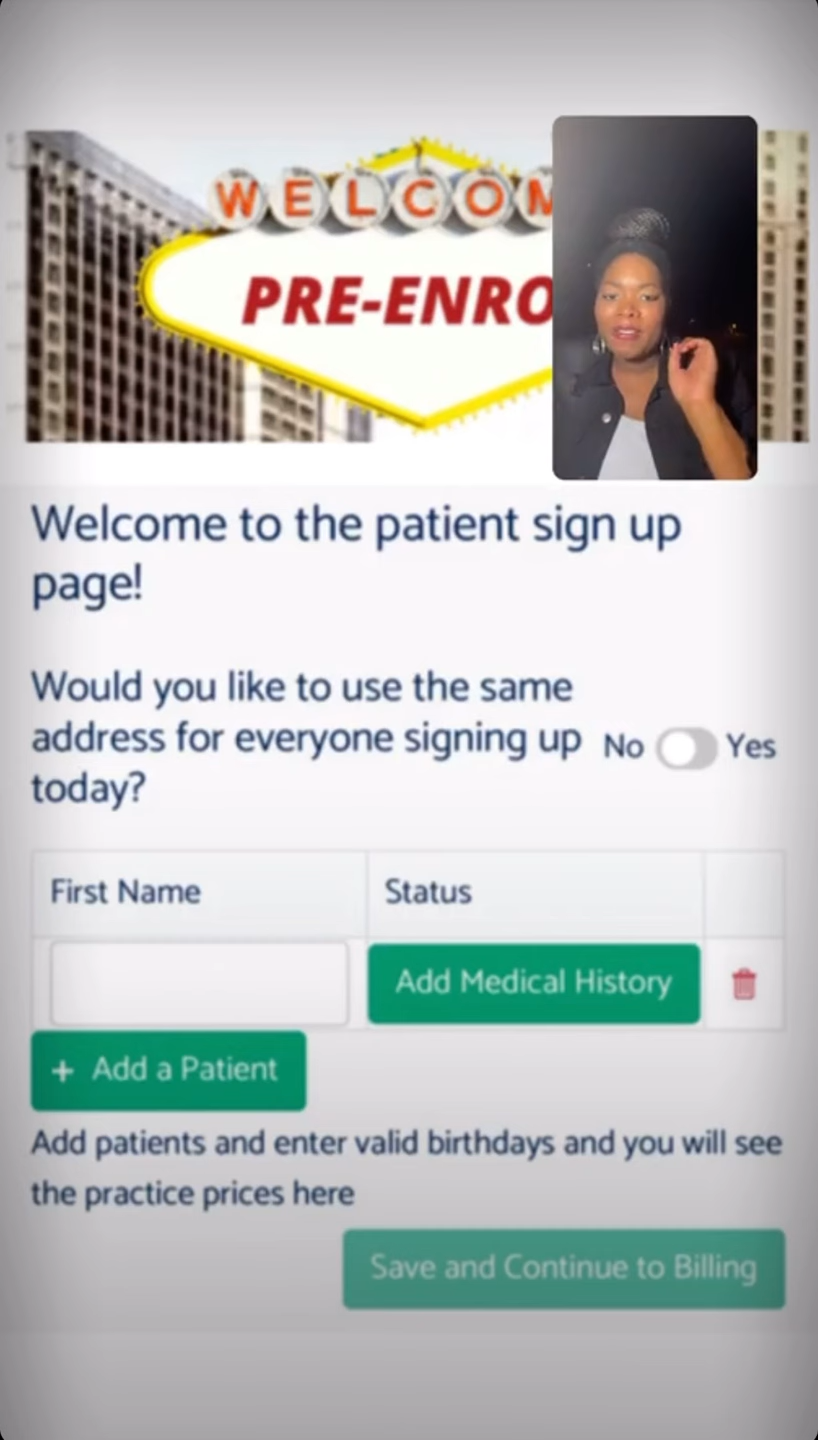 WELCOM
PRE-ENRO
Welcome to the patient sign up
page!
Would you like to use the same
address for everyone signing up
today?
No Yes
First Name Status
Add Medical History
+ Add a Patient
Add patients and enter valid birthdays and you will see
the practice prices here
Save and Continue to Billing